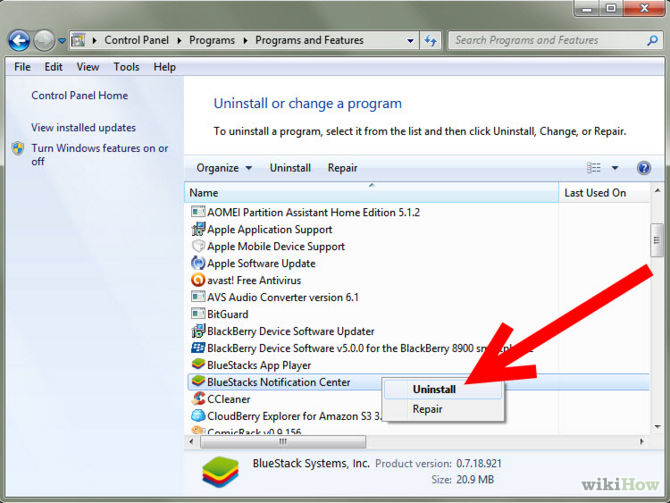 Control Panel ▸ Programs ▸ Programs and Features
Search Programs and Features
File Edit View Tools Help
Control Panel Home
View installed updates
Turn Windows features on or
off
Uninstall or change a program
To uninstall a program, select it from the list and then click Uninstall, Change, or Repair.
Organize Uninstall Repair
Name Last Used On
AOMEI Partition Assistant Home Edition 5.1.2
Apple Application Support
Apple Mobile Device Support
Apple Software Update
avast! Free Antivirus
AVS Audio Converter version 6.1
BitGuard
BlackBerry Device Software Updater
BlackBerry Device Software v5.0.0 for the BlackBerry 8900
BlueStacks App Player
BlueStacks Notification Center
Uninstall
CCleaner
Repair
CloudBerry Explorer for Amazon S3 3.
ComicRack v0.9.156
BlueStack Systems, Inc. Product version: 0.7.18.921
Size: 20.9 MB
wikiHow